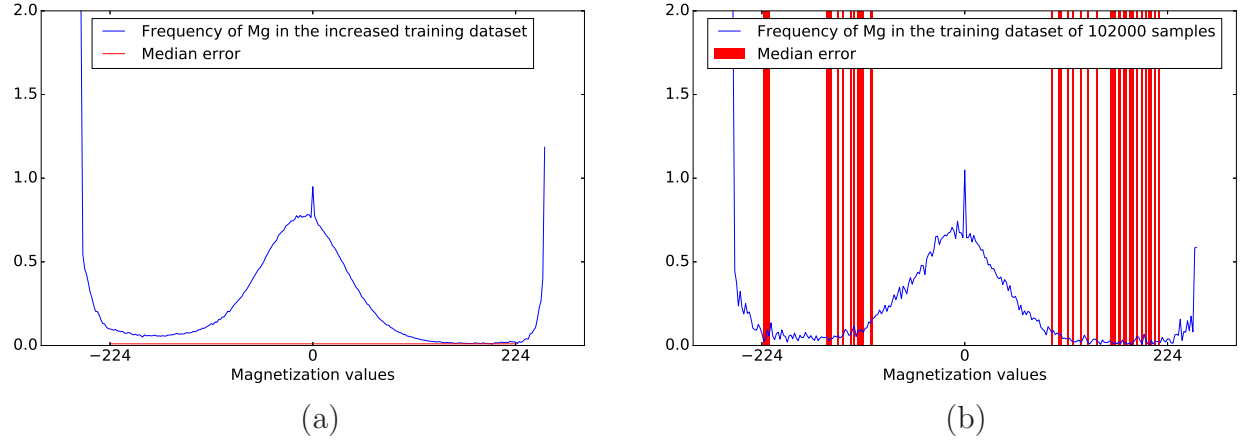 2.0
1.5
1.0
0.5
0.0
Frequency of Mg in the increased training dataset
Median error
−224
0
224
Magnetization values
(a)
2.0
1.5
1.0
0.5
0.0
Frequency of Mg in the training dataset of 102000 samples
Median error
−224
0
224
Magnetization values
(b)